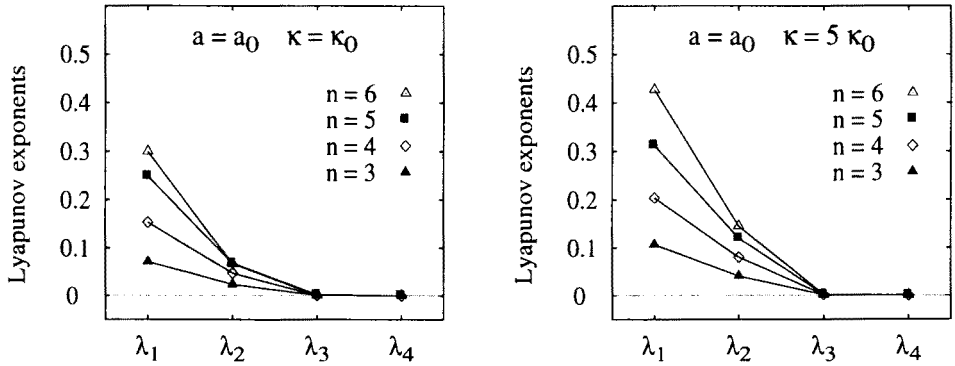 Lyapunov exponents
0.5
0.4
0.3
0.2
0.1
0
a = a₀ κ = κ₀
n = 6
n = 5
n = 4
n = 3
λ₁ λ₂ λ₃ λ₄
Lyapunov exponents
0.5
0.4
0.3
0.2
0.1
0
a = a₀ κ = 5 κ₀
n = 6
n = 5
n = 4
n = 3
λ₁ λ₂ λ₃ λ₄